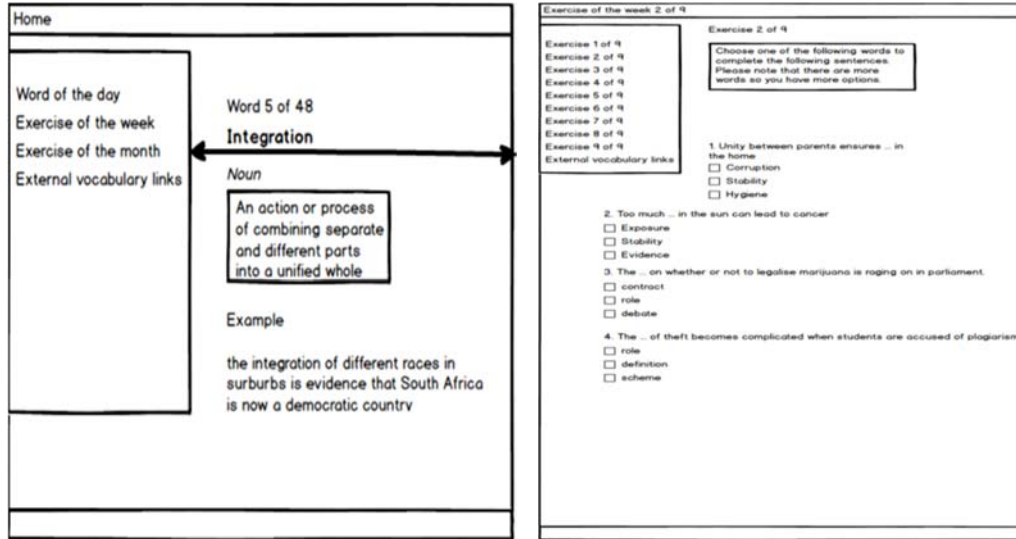 Home
Word of the day
Exercise of the week
Exercise of the month
External vocabulary links
Word 5 of 48
Integration
Noun
An action or process
of combining separate
and different parts
into a unified whole
Example
the integration of different races in
surburbs is evidence that South Africa
is now a democratic country
Exercise of the week 2 of 9
Exercise 1 of 9
Exercise 2 of 9
Exercise 3 of 9
Exercise 4 of 9
Exercise 5 of 9
Exercise 6 of 9
Exercise 7 of 9
Exercise 8 of 9
Exercise 9 of 9
External vocabulary links
Exercise 2 of 9
Choose one of the following words to
complete the following sentences.
Please note that there are more
words so you have more options.
1. Unity between parents ensures .. in
the home
Corruption
Stability
Hygiene
2. Too much .. in the sun can lead to cancer
Exposure
Stability
Evidence
3. The .. on whether or not to legalise marijuana is raging on in parliament.
contract
role
debate
4. The .. of theft becomes complicated when students are accused of plagiarism
role
definition
scheme